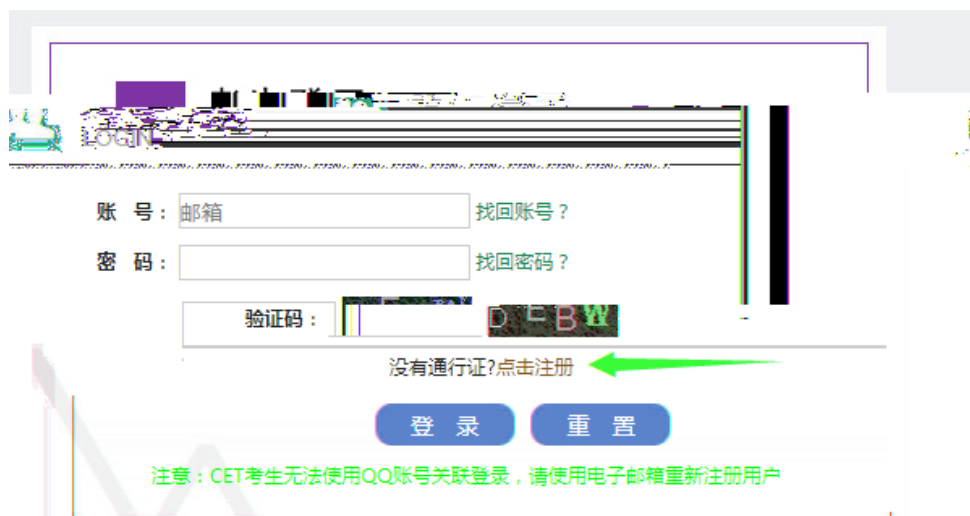 LOGIN
账 号：邮箱 找回账号？
密 码： 找回密码？
验证码： D E B W
没有通行证?点击注册
登 录 重 置
注意：CET考生无法使用QQ账号关联登录，请使用电子邮箱重新注册用户